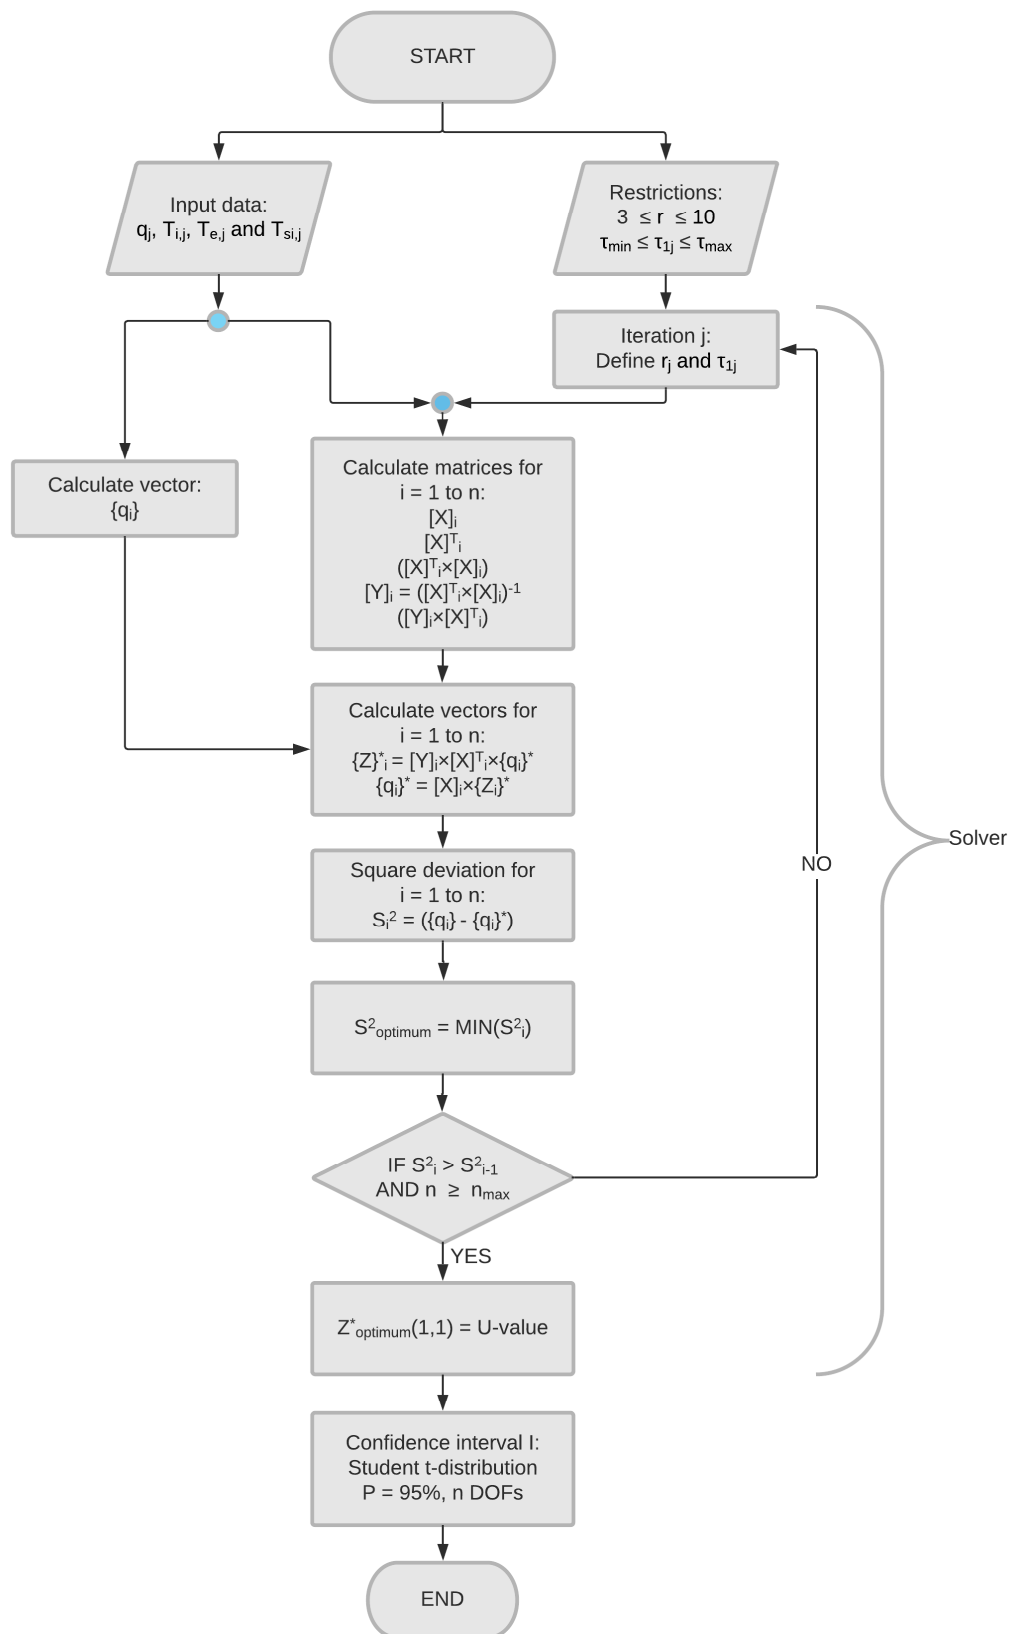 START
Input data:
qⱼ, Tᵢ,ⱼ, Tₑ,ⱼ and Tₛᵢ,ⱼ
Restrictions:
3 ≤ r ≤ 10
τₘᵢₙ ≤ τ₁ⱼ ≤ τₘₐₓ
Iteration j:
Define rⱼ and τ₁ⱼ
Calculate vector:
{qᵢ}
Calculate matrices for
i = 1 to n:
[X]ᵢ
[X]ᵀᵢ
([X]ᵀᵢ×[X]ᵢ)
[Y]ᵢ = ([X]ᵀᵢ×[X]ᵢ)⁻¹
([Y]ᵢ×[X]ᵀᵢ)
Calculate vectors for
i = 1 to n:
{Z}*ᵢ = [Y]ᵢ×[X]ᵀᵢ×{qᵢ}*
{qᵢ}* = [X]ᵢ×{Zᵢ}*
Square deviation for
i = 1 to n:
Sᵢ² = ({qᵢ} - {qᵢ}*)
Solver
NO
S²optimum = MIN(S²ᵢ)
IF S²ᵢ > S²ᵢ₋₁
AND n ≥ nₘₐₓ
YES
Z*optimum(1,1) = U-value
Confidence interval I:
Student t-distribution
P = 95%, n DOFs
END